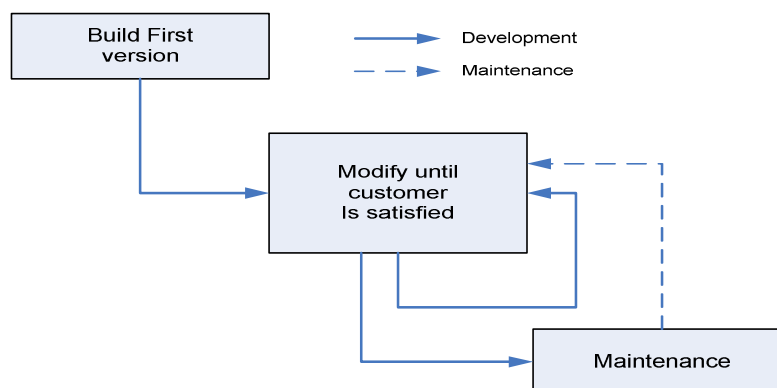 Build First
version
Development
Maintenance
Modify until
customer
Is satisfied
Maintenance